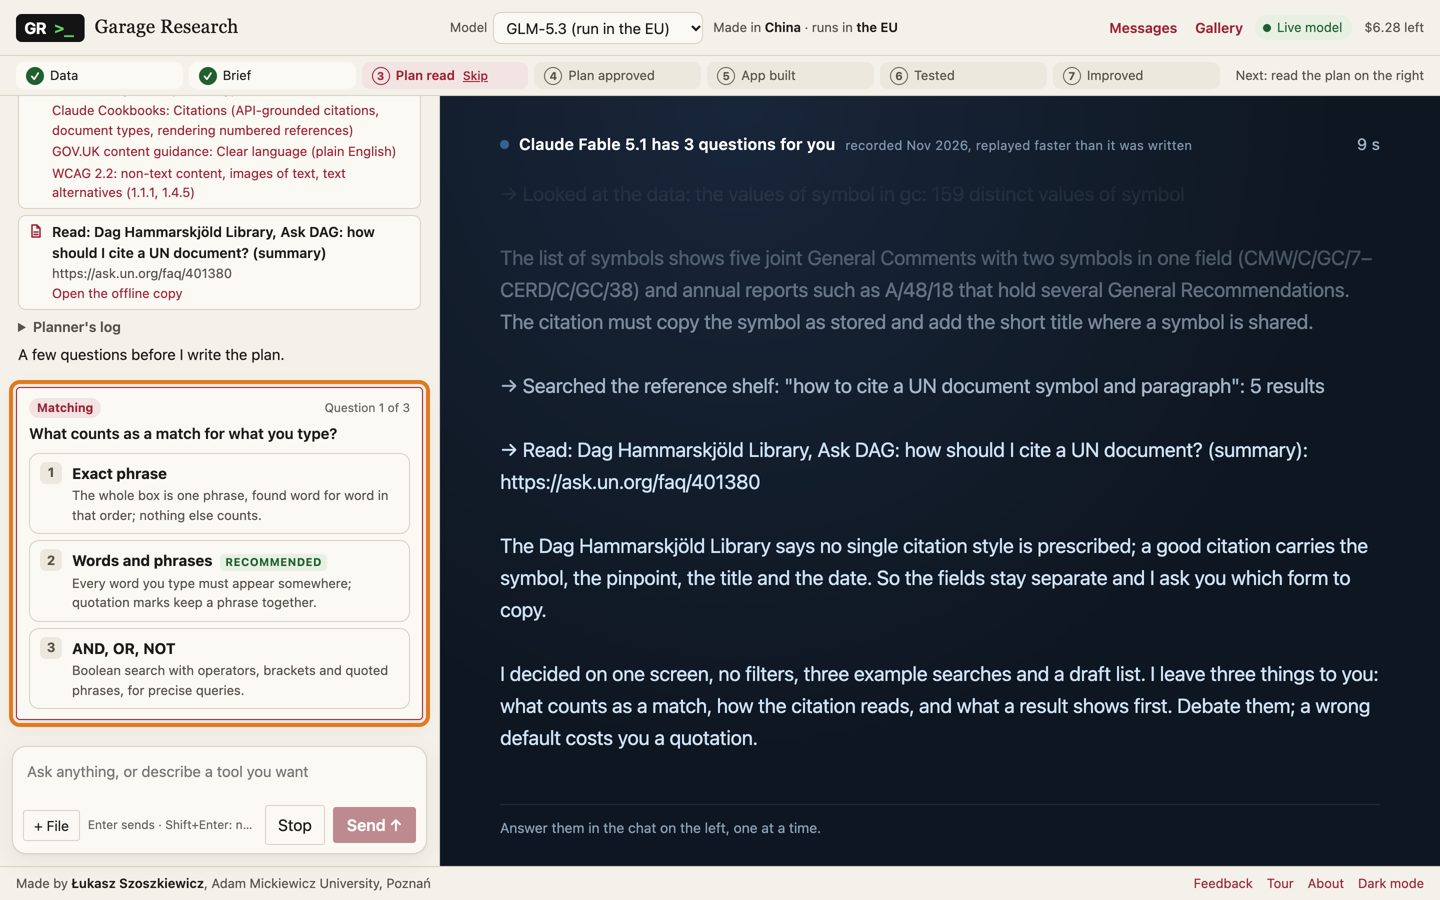 GR >_ Garage Research
Model GLM-5.3 (run in the EU) Made in China · runs in the EU
Messages Gallery Live model $6.28 left
Data
Brief
3 Plan read Skip
4 Plan approved
5 App built
6 Tested
7 Improved
Next: read the plan on the right
Claude Cookbooks: Citations (API-grounded citations,
document types, rendering numbered references)
GOV.UK content guidance: Clear language (plain English)
WCAG 2.2: non-text content, images of text, text
alternatives (1.1.1, 1.4.5)
Read: Dag Hammarskjöld Library, Ask DAG: how
should I cite a UN document? (summary)
https://ask.un.org/faq/401380
Open the offline copy
Planner's log
A few questions before I write the plan.
Matching Question 1 of 3
What counts as a match for what you type?
1 Exact phrase
The whole box is one phrase, found word for word in
that order; nothing else counts.
2 Words and phrases RECOMMENDED
Every word you type must appear somewhere;
quotation marks keep a phrase together.
3 AND, OR, NOT
Boolean search with operators, brackets and quoted
phrases, for precise queries.
Ask anything, or describe a tool you want
+ File Enter sends · Shift+Enter: n... Stop Send ↑
Claude Fable 5.1 has 3 questions for you recorded Nov 2026, replayed faster than it was written 9 s
→ Looked at the data: the values of symbol in gc: 159 distinct values of symbol
The list of symbols shows five joint General Comments with two symbols in one field (CMW/C/GC/7–
CERD/C/GC/38) and annual reports such as A/48/18 that hold several General Recommendations.
The citation must copy the symbol as stored and add the short title where a symbol is shared.
→ Searched the reference shelf: "how to cite a UN document symbol and paragraph": 5 results
→ Read: Dag Hammarskjöld Library, Ask DAG: how should I cite a UN document? (summary):
https://ask.un.org/faq/401380
The Dag Hammarskjöld Library says no single citation style is prescribed; a good citation carries the
symbol, the pinpoint, the title and the date. So the fields stay separate and I ask you which form to
copy.
I decided on one screen, no filters, three example searches and a draft list. I leave three things to you:
what counts as a match, how the citation reads, and what a result shows first. Debate them; a wrong
default costs you a quotation.
Answer them in the chat on the left, one at a time.
Made by Łukasz Szoszkiewicz, Adam Mickiewicz University, Poznań
Feedback Tour About Dark mode